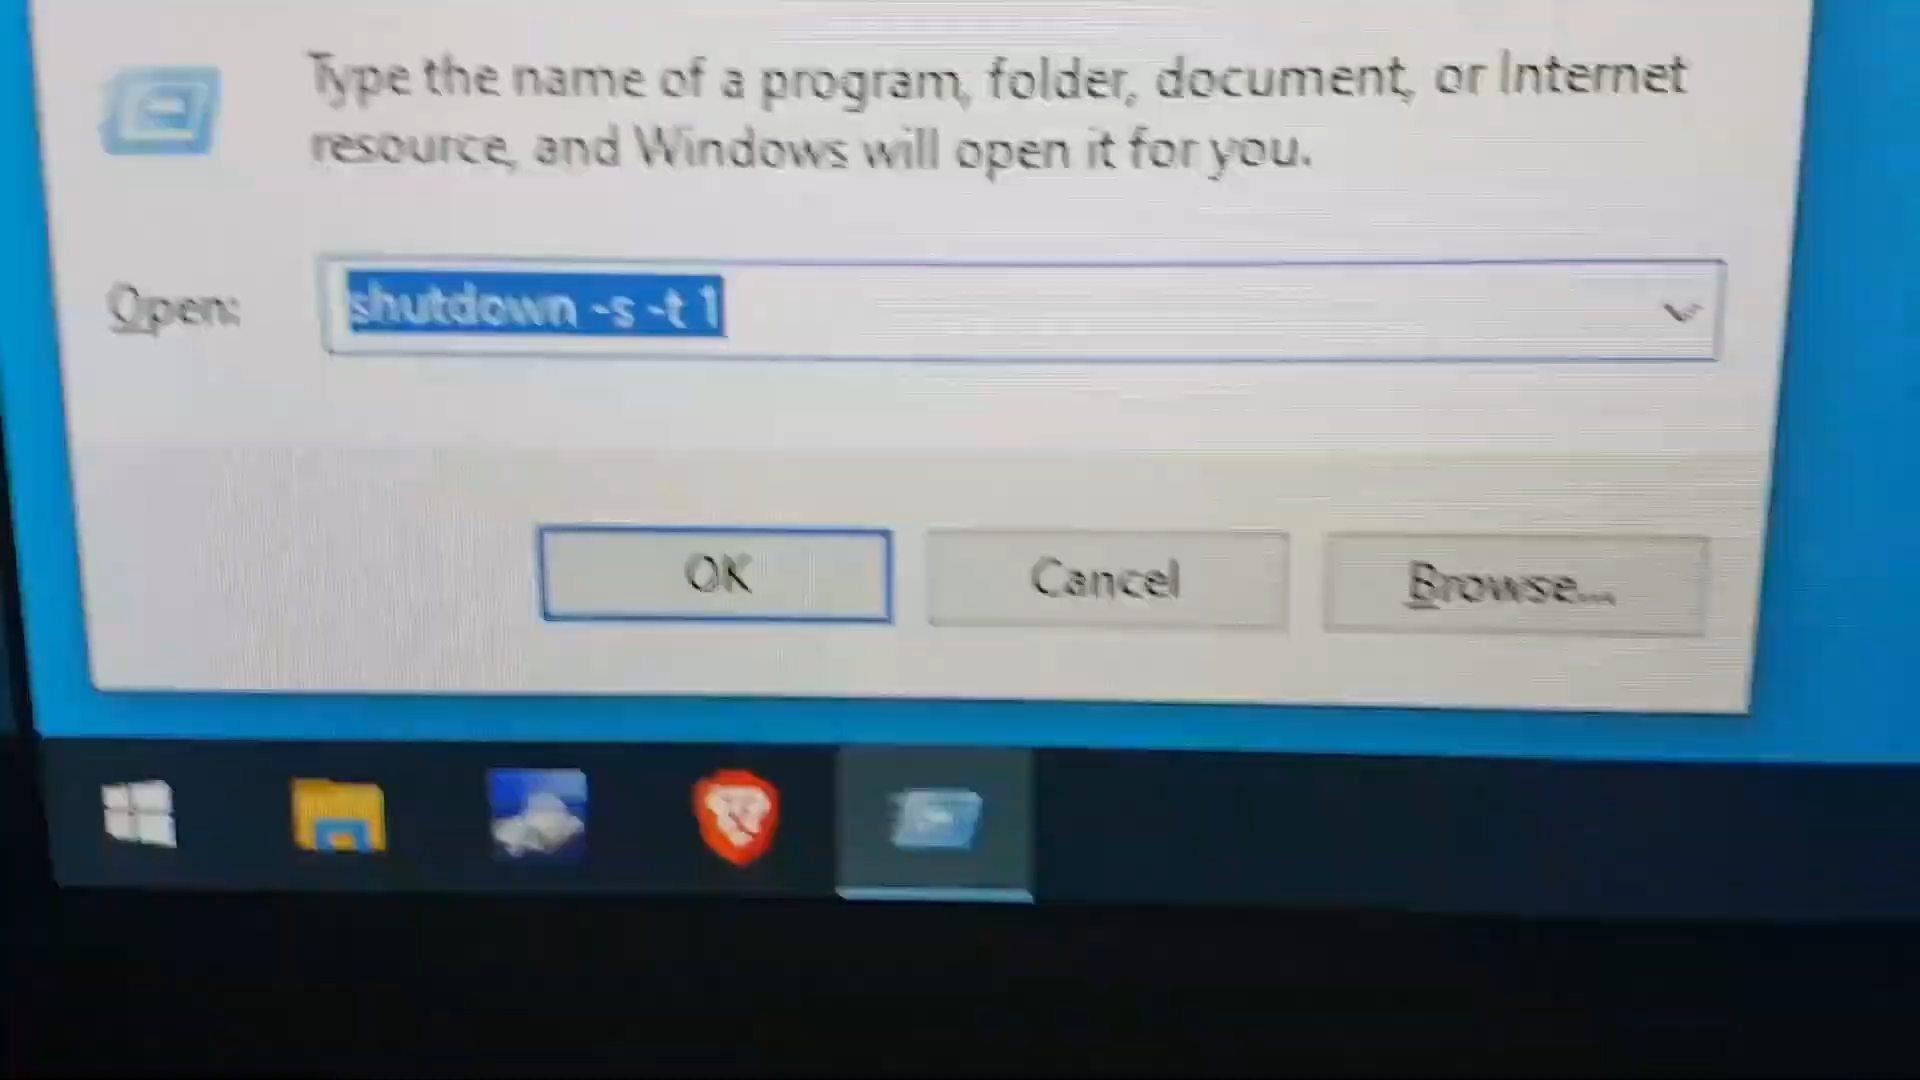 Type the name of a program, folder, document, or Internet
resource, and Windows will open it for you.
Open:
shutdown -s -t 1
OK
Cancel
Browse...